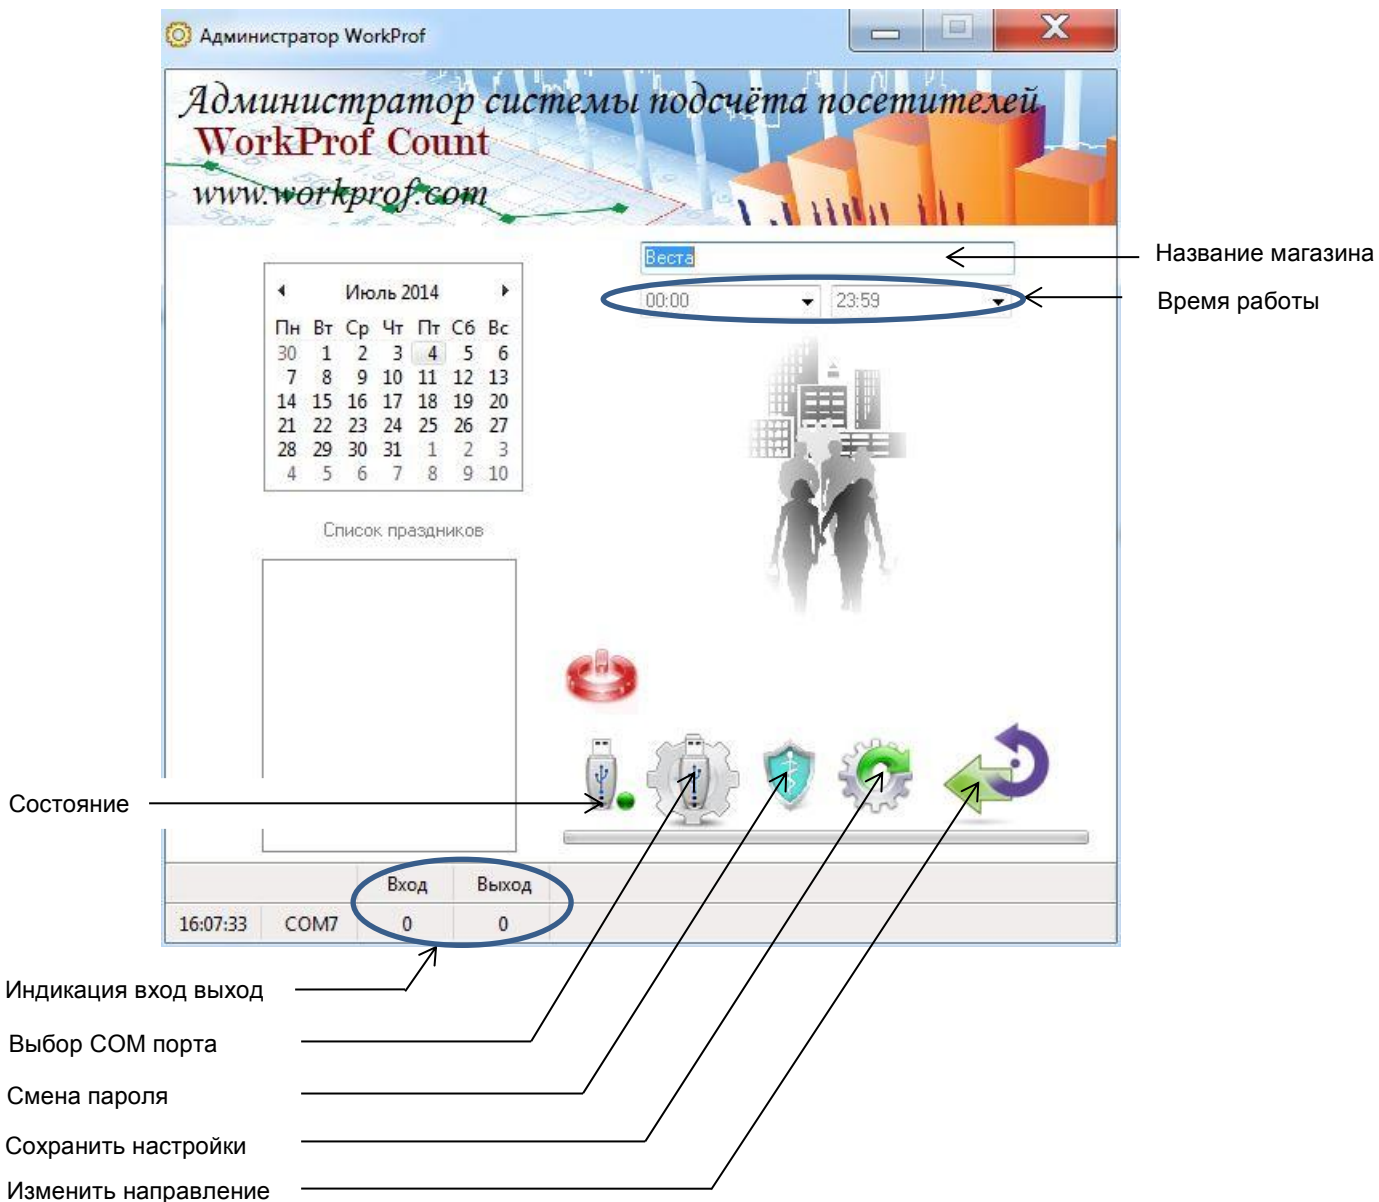 Администратор WorkProf
Администратор системы подсчёта посетителей
WorkProf Count
www.workprof.com
Веста
Название магазина
00:00 23:59
Время работы
Июль 2014
Пн Вт Ср Чт Пт Сб Вс
30 1 2 3 4 5 6
7 8 9 10 11 12 13
14 15 16 17 18 19 20
21 22 23 24 25 26 27
28 29 30 31 1 2 3
4 5 6 7 8 9 10
Список праздников
Состояние
Вход Выход
16:07:33 COM7 0 0
Индикация вход выход
Выбор COM порта
Смена пароля
Сохранить настройки
Изменить направление